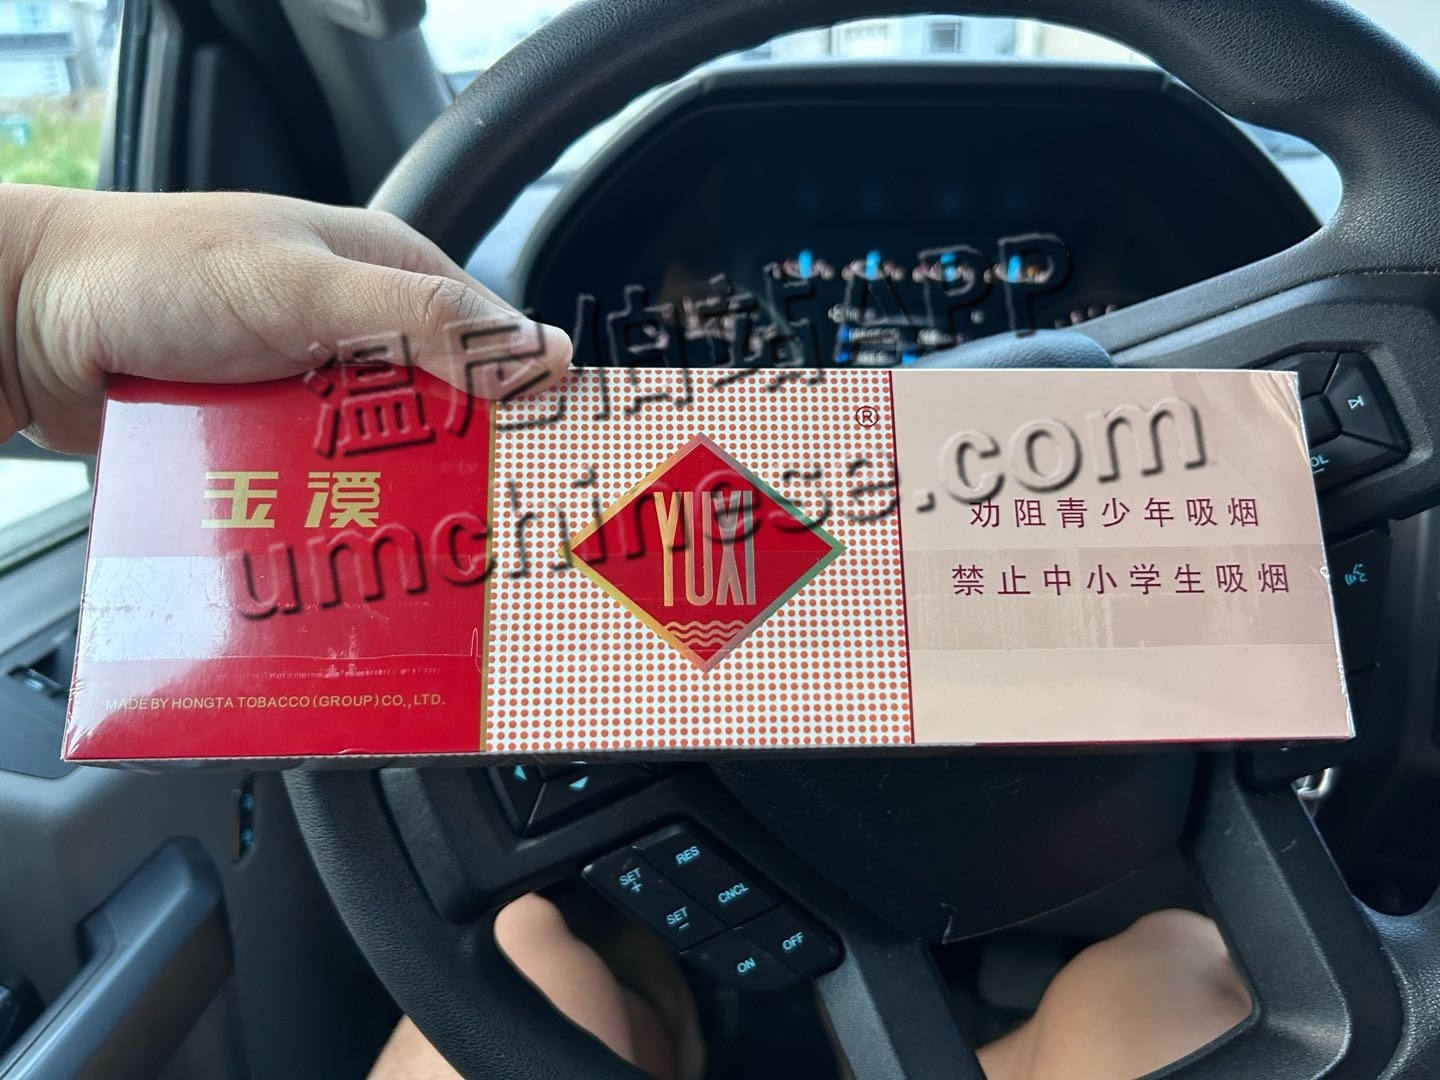 温尼伯站APP
umchinese.com
玉溪
MADE BY HONGTA TOBACCO (GROUP) CO., LTD.
®
YUXI
劝阻青少年吸烟
禁止中小学生吸烟
RES
SET
+
CNCL
SET
-
OFF
ON